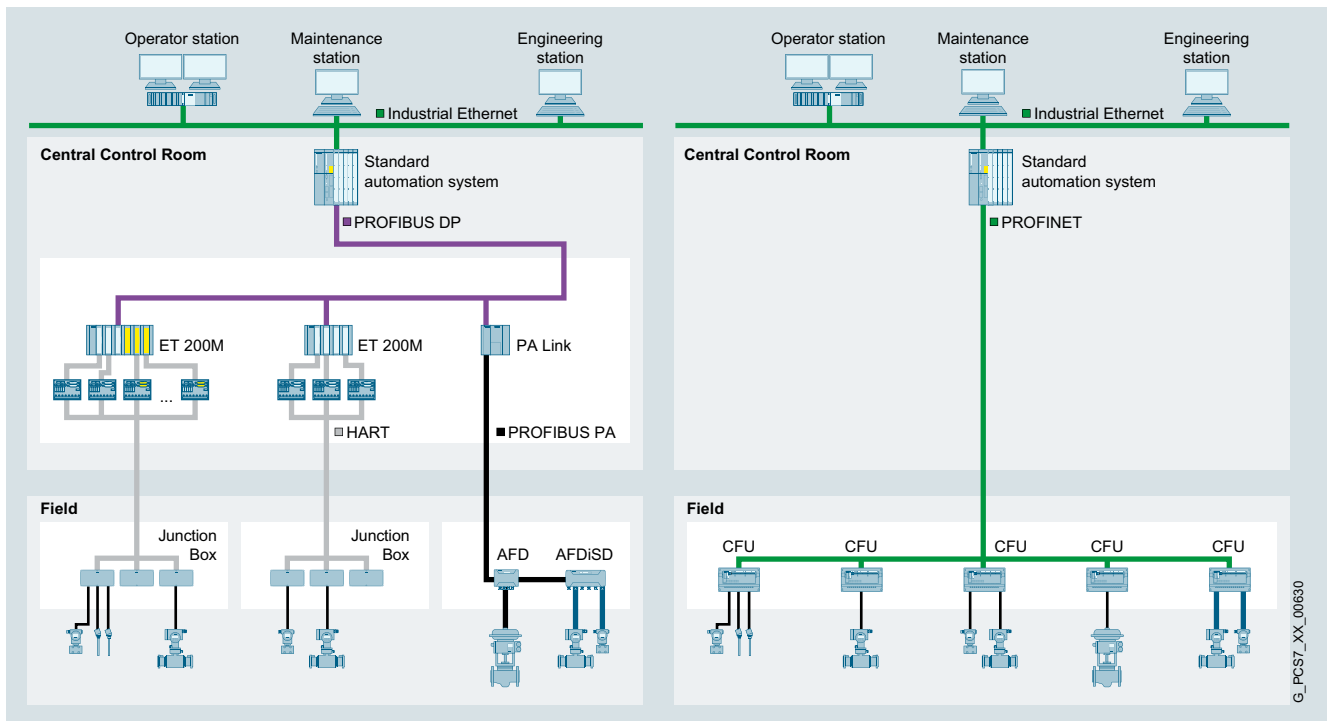 Operator station
Maintenance
station
Engineering
station
Industrial Ethernet
Central Control Room
Standard
automation system
PROFIBUS DP
ET 200M
ET 200M
PA Link
...
HART
PROFIBUS PA
Field
Junction
Box
Junction
Box
AFD
AFDiSD
Operator station
Maintenance
station
Engineering
station
Industrial Ethernet
Central Control Room
Standard
automation system
PROFINET
Field
CFU
CFU
CFU
CFU
CFU
G_PCS7_XX_00630